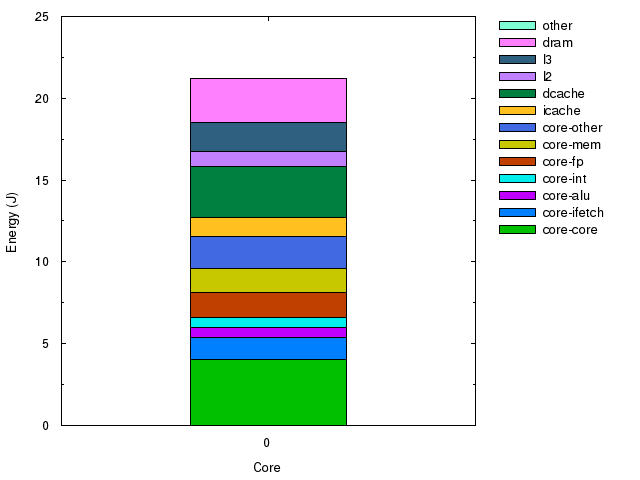 25
20
15
10
5
0
Energy (J)
0
Core
other
dram
l3
l2
dcache
icache
core-other
core-mem
core-fp
core-int
core-alu
core-ifetch
core-core